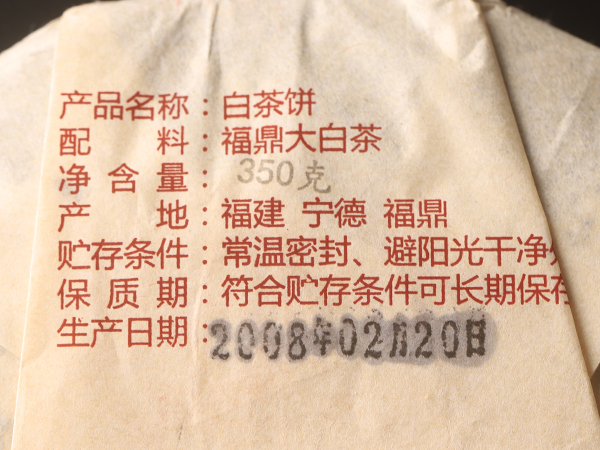 产品名称：白茶饼
配料：福鼎大白茶
净含量：350克
产地：福建 宁德 福鼎
贮存条件：常温密封、避阳光干净
保质期：符合贮存条件可长期保存
生产日期：2008年02月20日